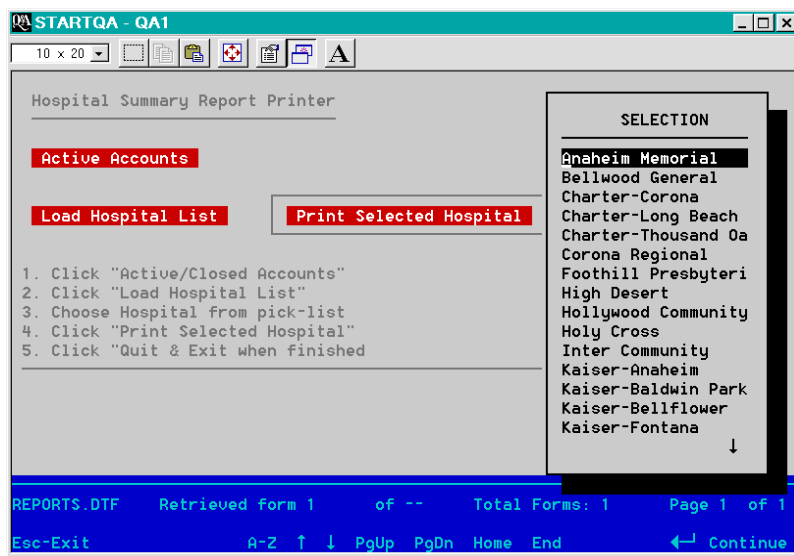 STARTQA - QA1
10 x 20
A
Hospital Summary Report Printer
Active Accounts
Load Hospital List
Print Selected Hospital
1. Click "Active/Closed Accounts"
2. Click "Load Hospital List"
3. Choose Hospital from pick-list
4. Click "Print Selected Hospital"
5. Click "Quit & Exit when finished
SELECTION
Anaheim Memorial
Bellwood General
Charter-Corona
Charter-Long Beach
Charter-Thousand Oa
Corona Regional
Foothill Presbyteri
High Desert
Hollywood Community
Holy Cross
Inter Community
Kaiser-Anaheim
Kaiser-Baldwin Park
Kaiser-Bellflower
Kaiser-Fontana
↓
REPORTS.DTF Retrieved form 1 of -- Total Forms: 1 Page 1 of 1
Esc-Exit A-Z ↑ ↓ PgUp PgDn Home End ↵ Continue